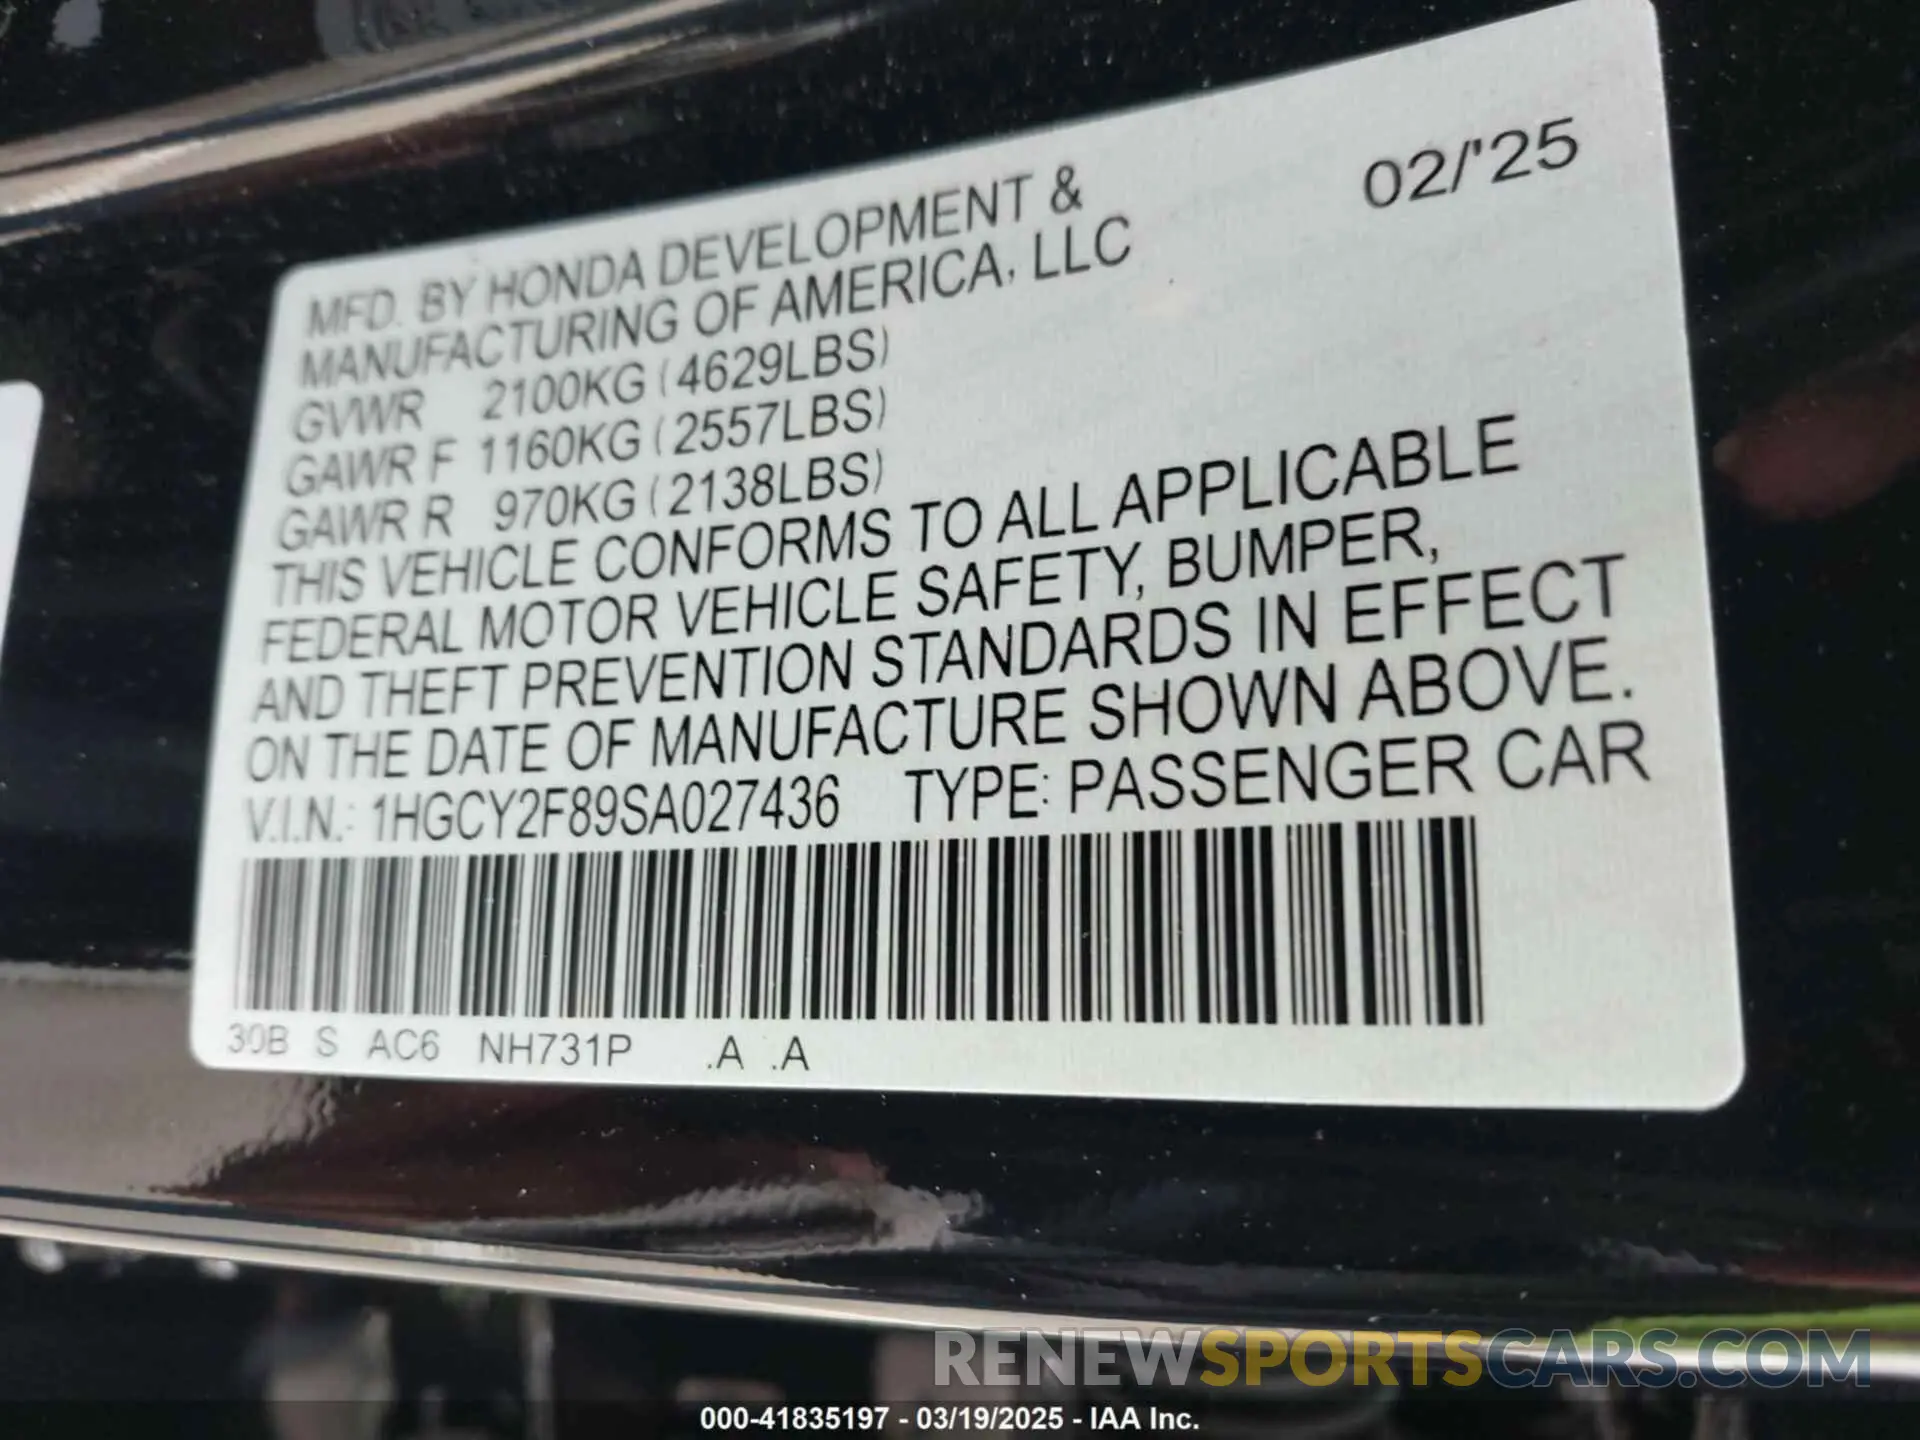 02/'25
MFD. BY HONDA DEVELOPMENT &
MANUFACTURING OF AMERICA, LLC
GVWR 2100KG (4629LBS)
GAWR F 1160KG (2557LBS)
GAWR R 970KG (2138LBS)
THIS VEHICLE CONFORMS TO ALL APPLICABLE
FEDERAL MOTOR VEHICLE SAFETY, BUMPER,
AND THEFT PREVENTION STANDARDS IN EFFECT
ON THE DATE OF MANUFACTURE SHOWN ABOVE.
V.I.N.: 1HGCY2F89SA027436 TYPE: PASSENGER CAR
30B S AC6 NH731P .A .A
RENEWSPORTSCARS.COM
000-41835197 - 03/19/2025 - IAA Inc.